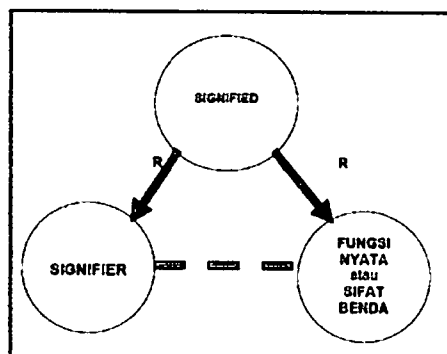 SIGNIFIED
R
R
SIGNIFIER
FUNGSI
NYATA
atau
SIFAT
BENDA